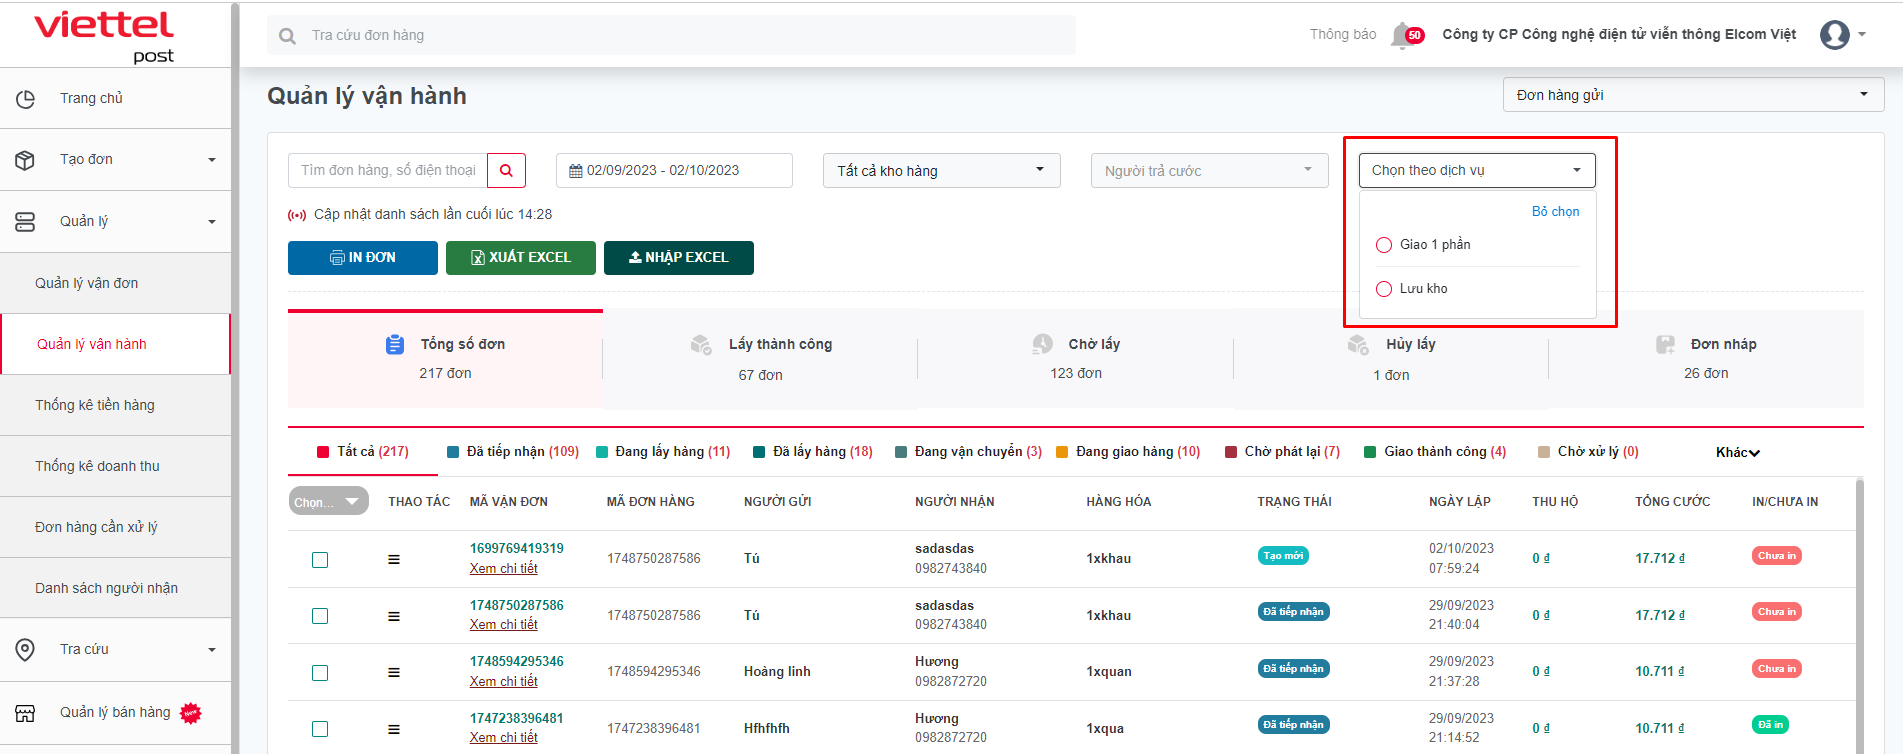 viettel
post
Tra cứu đơn hàng
Thông báo
50
Công ty CP Công nghệ điện tử viễn thông Elcom Việt
Trang chủ
Tạo đơn
Quản lý
Quản lý vận đơn
Quản lý vận hành
Thống kê tiền hàng
Thống kê doanh thu
Đơn hàng cần xử lý
Danh sách người nhận
Tra cứu
Quản lý bán hàng
New
Quản lý vận hành
Đơn hàng gửi
Tìm đơn hàng, số điện thoại
02/09/2023 - 02/10/2023
Tất cả kho hàng
Người trả cước
Chọn theo dịch vụ
Bỏ chọn
Giao 1 phần
Lưu kho
Cập nhật danh sách lần cuối lúc 14:28
IN ĐƠN
XUẤT EXCEL
NHẬP EXCEL
Tổng số đơn
217 đơn
Lấy thành công
67 đơn
Chờ lấy
123 đơn
Hủy lấy
1 đơn
Đơn nháp
26 đơn
Tất cả (217)
Đã tiếp nhận (109)
Đang lấy hàng (11)
Đã lấy hàng (18)
Đang vận chuyển (3)
Đang giao hàng (10)
Chờ phát lại (7)
Giao thành công (4)
Chờ xử lý (0)
Khác
Chọn... THAO TÁC MÃ VẬN ĐƠN MÃ ĐƠN HÀNG NGƯỜI GỬI NGƯỜI NHẬN HÀNG HÓA TRẠNG THÁI NGÀY LẬP THU HỘ TỔNG CƯỚC IN/CHƯA IN
1699769419319 1748750287586 Tú sadasdas 1xkhau Tạo mới 02/10/2023 0 ₫ 17.712 ₫ Chưa in
Xem chi tiết 0982743840 07:59:24
1748750287586 1748750287586 Tú sadasdas 1xkhau Đã tiếp nhận 29/09/2023 0 ₫ 17.712 ₫ Chưa in
Xem chi tiết 0982743840 21:40:04
1748594295346 1748594295346 Hoàng linh Hương 1xquan Đã tiếp nhận 29/09/2023 0 ₫ 10.711 ₫ Chưa in
Xem chi tiết 0982872720 21:37:28
1747238396481 1747238396481 Hfhfhfh Hương 1xqua Đã tiếp nhận 29/09/2023 0 ₫ 10.711 ₫ Đã in
Xem chi tiết 0982872720 21:14:52